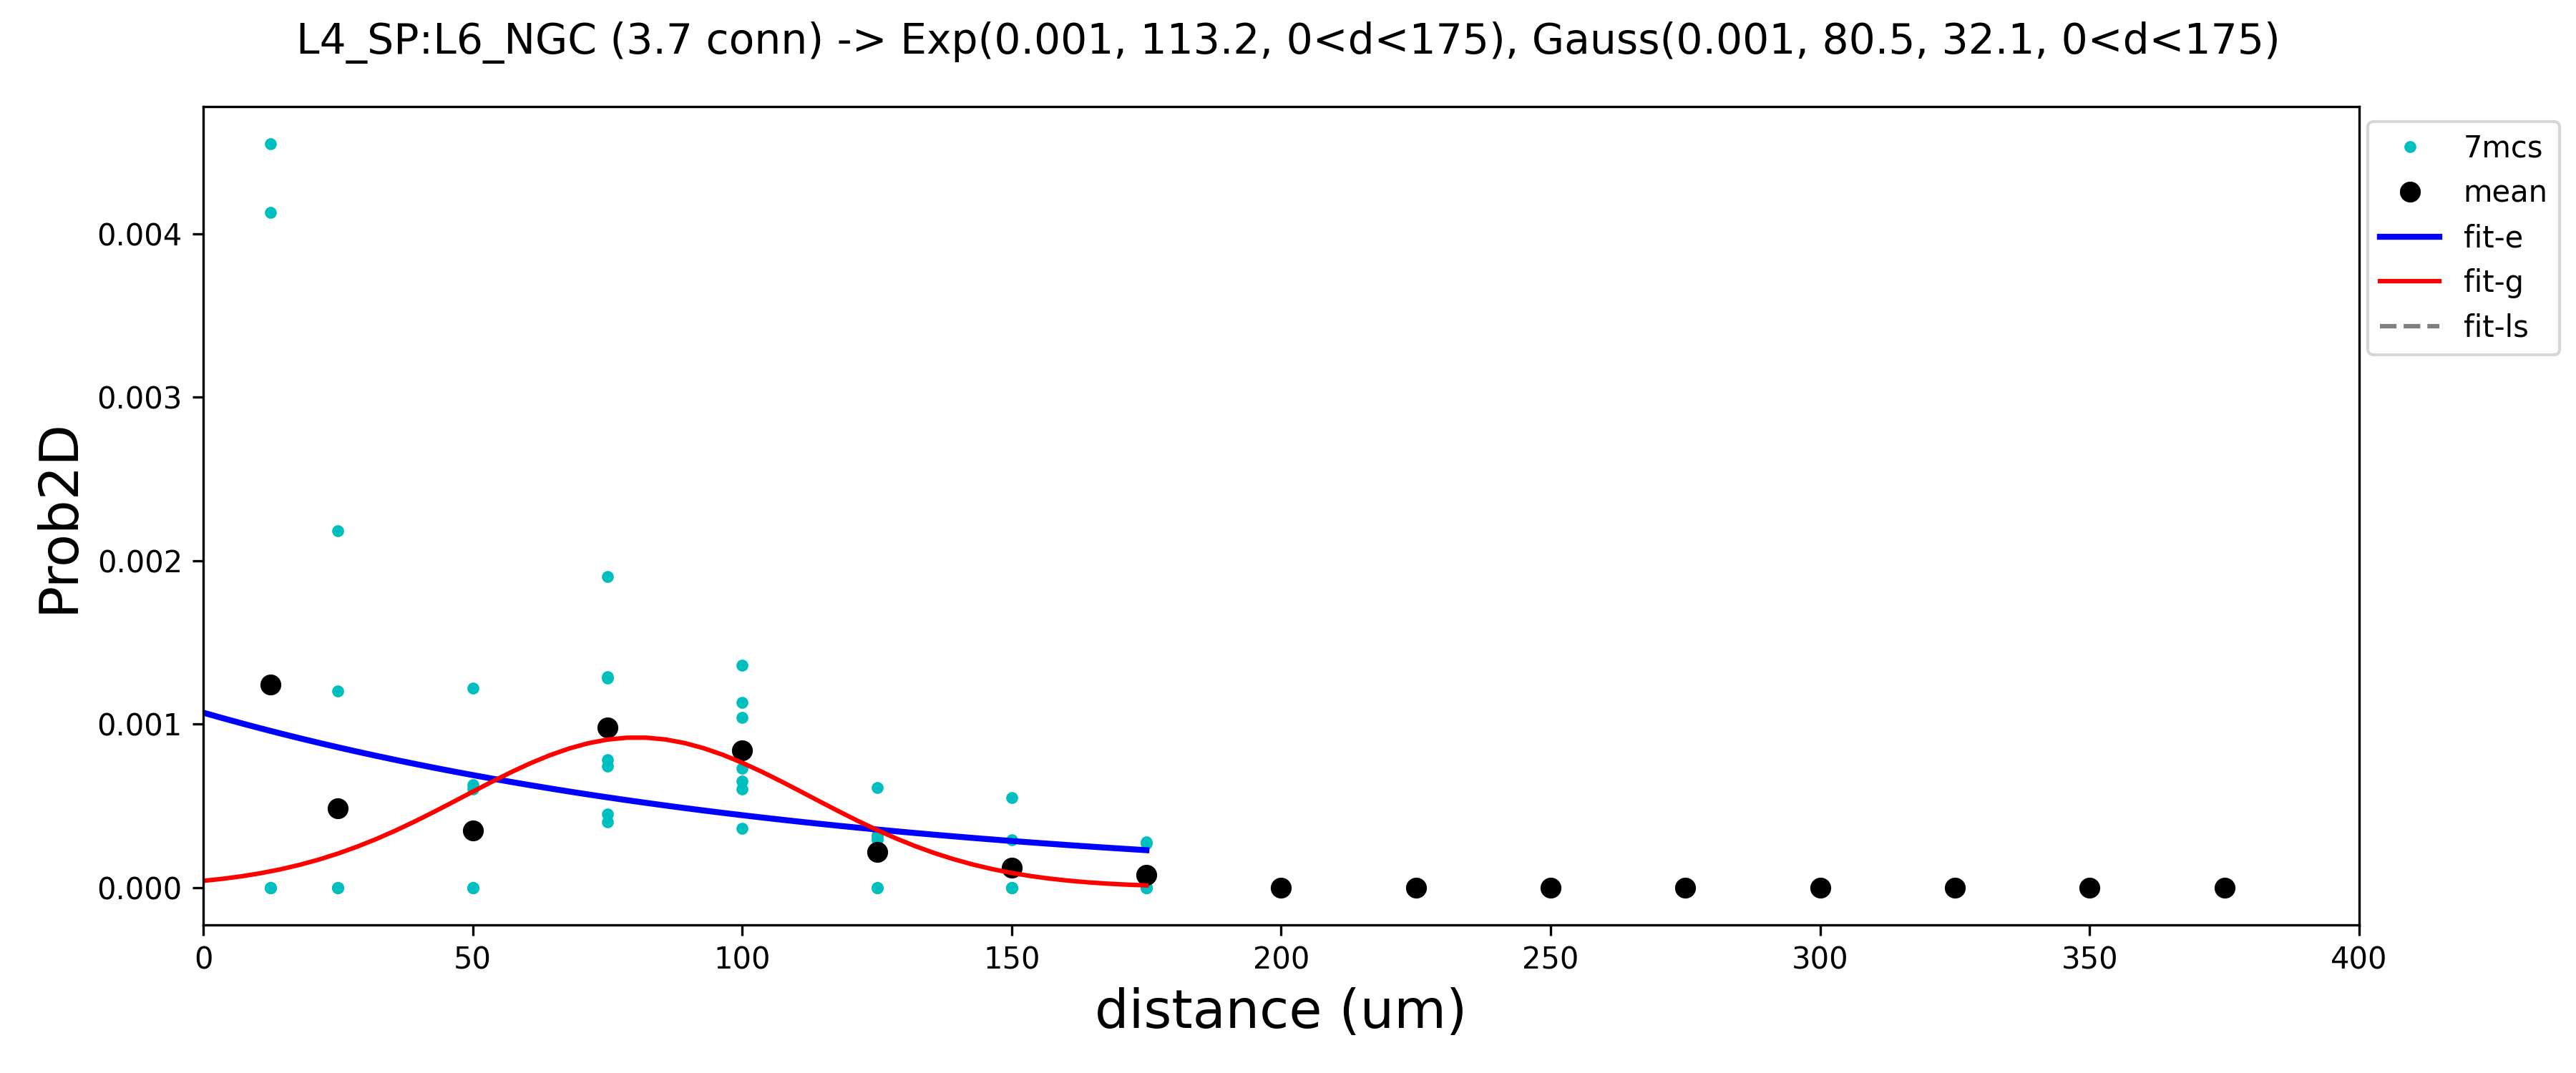 L4_SP:L6_NGC (3.7 conn) -> Exp(0.001, 113.2, 0<d<175), Gauss(0.001, 80.5, 32.1, 0<d<175)
7mcs
mean
fit-e
fit-g
fit-ls
Prob2D
0.004
0.003
0.002
0.001
0.000
0 50 100 150 200 250 300 350 400
distance (um)